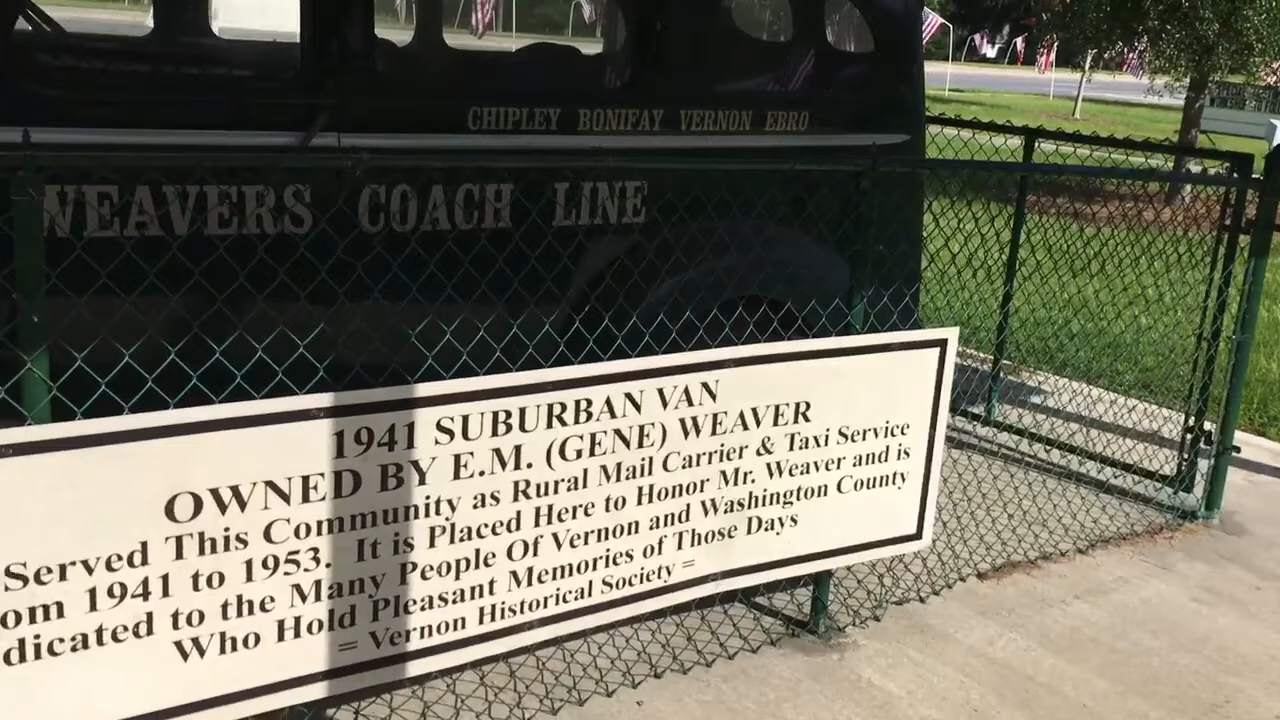 CHIPLEY BONIFAY VERNON EBRO
WEAVERS COACH LINE
1941 SUBURBAN VAN
OWNED BY E.M. (GENE) WEAVER
Served This Community as Rural Mail Carrier & Taxi Service
om 1941 to 1953. It is Placed Here to Honor Mr. Weaver and is
dicated to the Many People Of Vernon and Washington County
Who Hold Pleasant Memories of Those Days
= Vernon Historical Society =